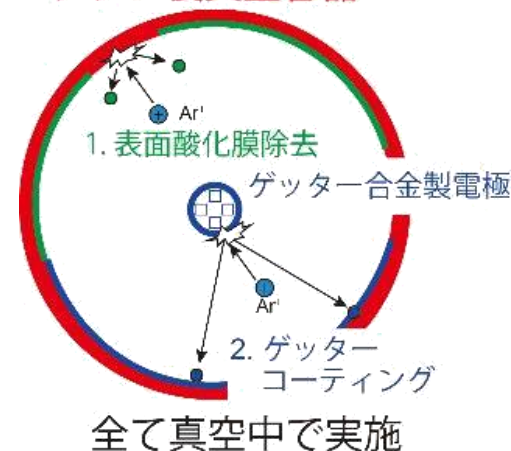 Ar⁺
1. 表面酸化膜除去
ゲッター合金製電極
Ar⁺
2. ゲッター
コーティング
全て真空中で実施